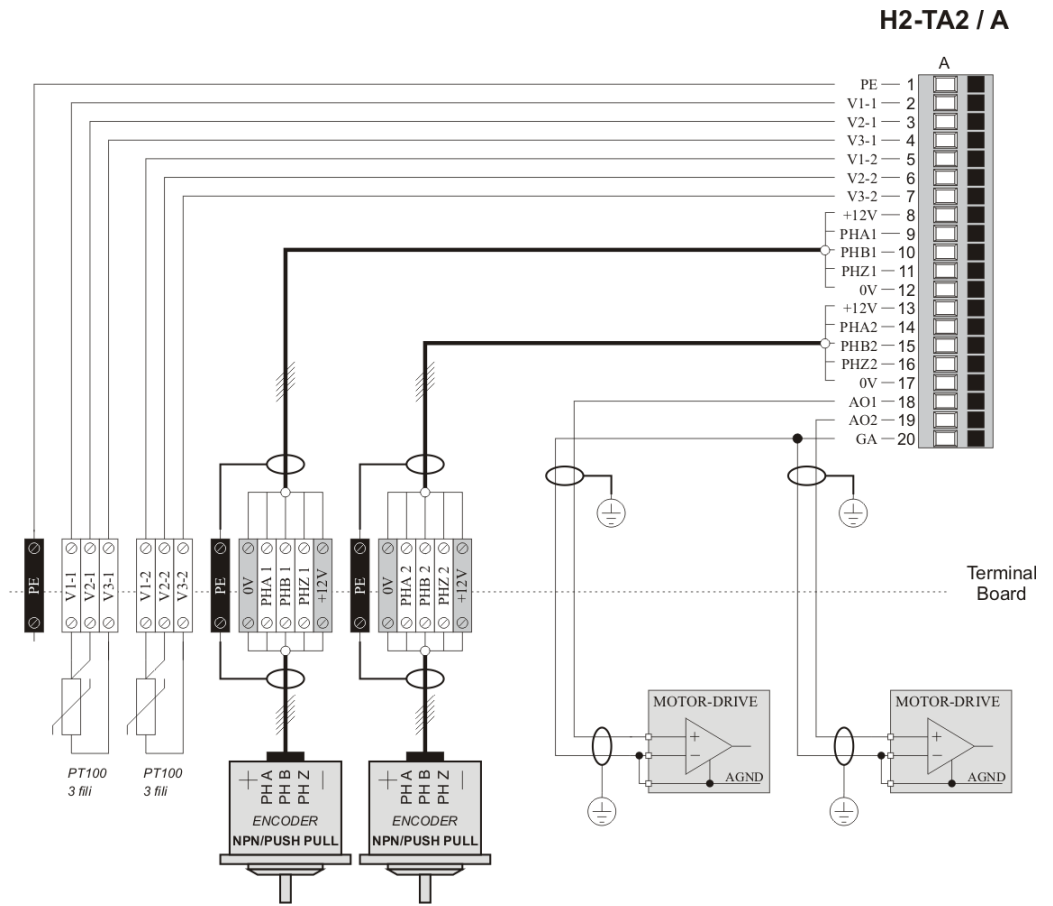 H2-TA2 / A
A
PE 1
V1-1 2
V2-1 3
V3-1 4
V1-2 5
V2-2 6
V3-2 7
+12V 8
PHA1 9
PHB1 10
PHZ1 11
0V 12
+12V 13
PHA2 14
PHB2 15
PHZ2 16
0V 17
AO1 18
AO2 19
GA 20
PE
V1-1
V2-1
V3-1
V1-2
V2-2
V3-2
PE
0V
PHA 1
PHB 1
PHZ 1
+12V
PE
0V
PHA 2
PHB 2
PHZ 2
+12V
Terminal
Board
PT100
3 fili
PT100
3 fili
+ PH A PH B PH Z −
ENCODER
NPN/PUSH PULL
+ PH A PH B PH Z −
ENCODER
NPN/PUSH PULL
MOTOR-DRIVE
+
−
AGND
MOTOR-DRIVE
+
−
AGND